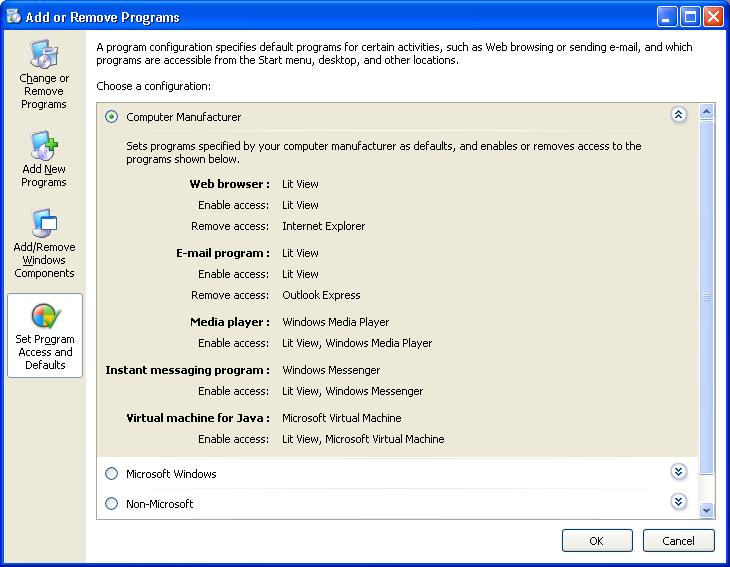 Add or Remove Programs
Change or
Remove
Programs
Add New
Programs
Add/Remove
Windows
Components
Set Program
Access and
Defaults
A program configuration specifies default programs for certain activities, such as Web browsing or sending e-mail, and which
programs are accessible from the Start menu, desktop, and other locations.
Choose a configuration:
Computer Manufacturer
Sets programs specified by your computer manufacturer as defaults, and enables or removes access to the
programs shown below.
Web browser : Lit View
Enable access: Lit View
Remove access: Internet Explorer
E-mail program : Lit View
Enable access: Lit View
Remove access: Outlook Express
Media player : Windows Media Player
Enable access: Lit View, Windows Media Player
Instant messaging program : Windows Messenger
Enable access: Lit View, Windows Messenger
Virtual machine for Java : Microsoft Virtual Machine
Enable access: Lit View, Microsoft Virtual Machine
Microsoft Windows
Non-Microsoft
OK Cancel